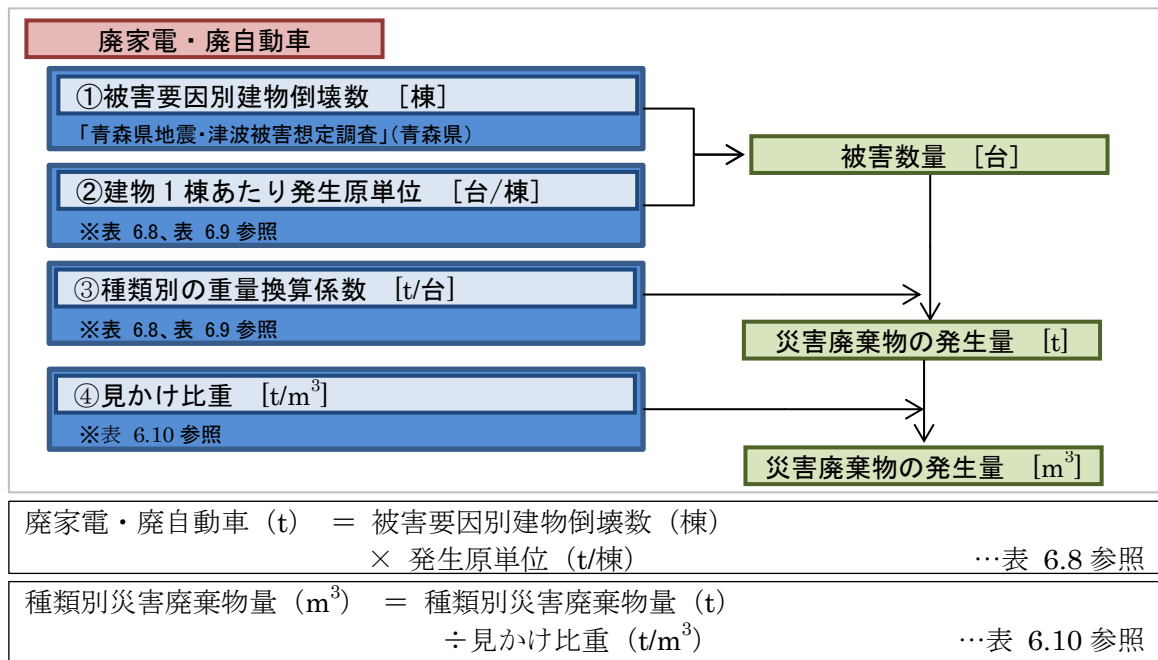 廃家電・廃自動車
①被害要因別建物倒壊数 [棟]
「青森県地震・津波被害想定調査」(青森県)
②建物1棟あたり発生原単位 [台/棟]
※表 6.8、表 6.9 参照
被害数量 [台]
③種類別の重量換算係数 [t/台]
※表 6.8、表 6.9 参照
災害廃棄物の発生量 [t]
④見かけ比重 [t/m³]
※表 6.10 参照
災害廃棄物の発生量 [m³]
廃家電・廃自動車（t） ＝ 被害要因別建物倒壊数（棟）
× 発生原単位（t/棟） …表 6.8 参照
種類別災害廃棄物量（m³） ＝ 種類別災害廃棄物量（t）
÷見かけ比重（t/m³） …表 6.10 参照